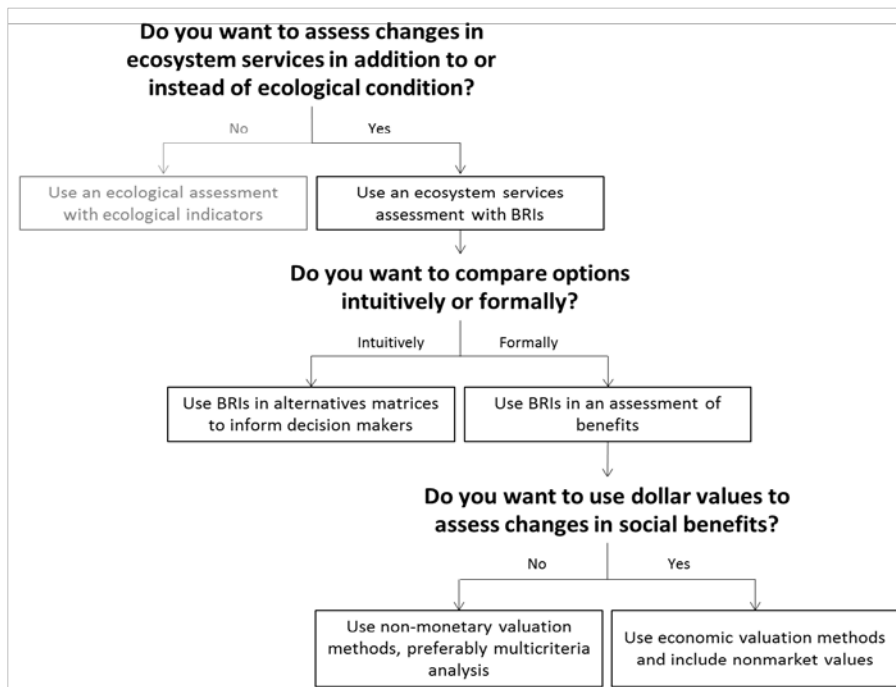 Do you want to assess changes in
ecosystem services in addition to or
instead of ecological condition?
No
Yes
Use an ecological assessment
with ecological indicators
Use an ecosystem services
assessment with BRIs
Do you want to compare options
intuitively or formally?
Intuitively
Formally
Use BRIs in alternatives matrices
to inform decision makers
Use BRIs in an assessment of
benefits
Do you want to use dollar values to
assess changes in social benefits?
No
Yes
Use non-monetary valuation
methods, preferably multicriteria
analysis
Use economic valuation methods
and include nonmarket values